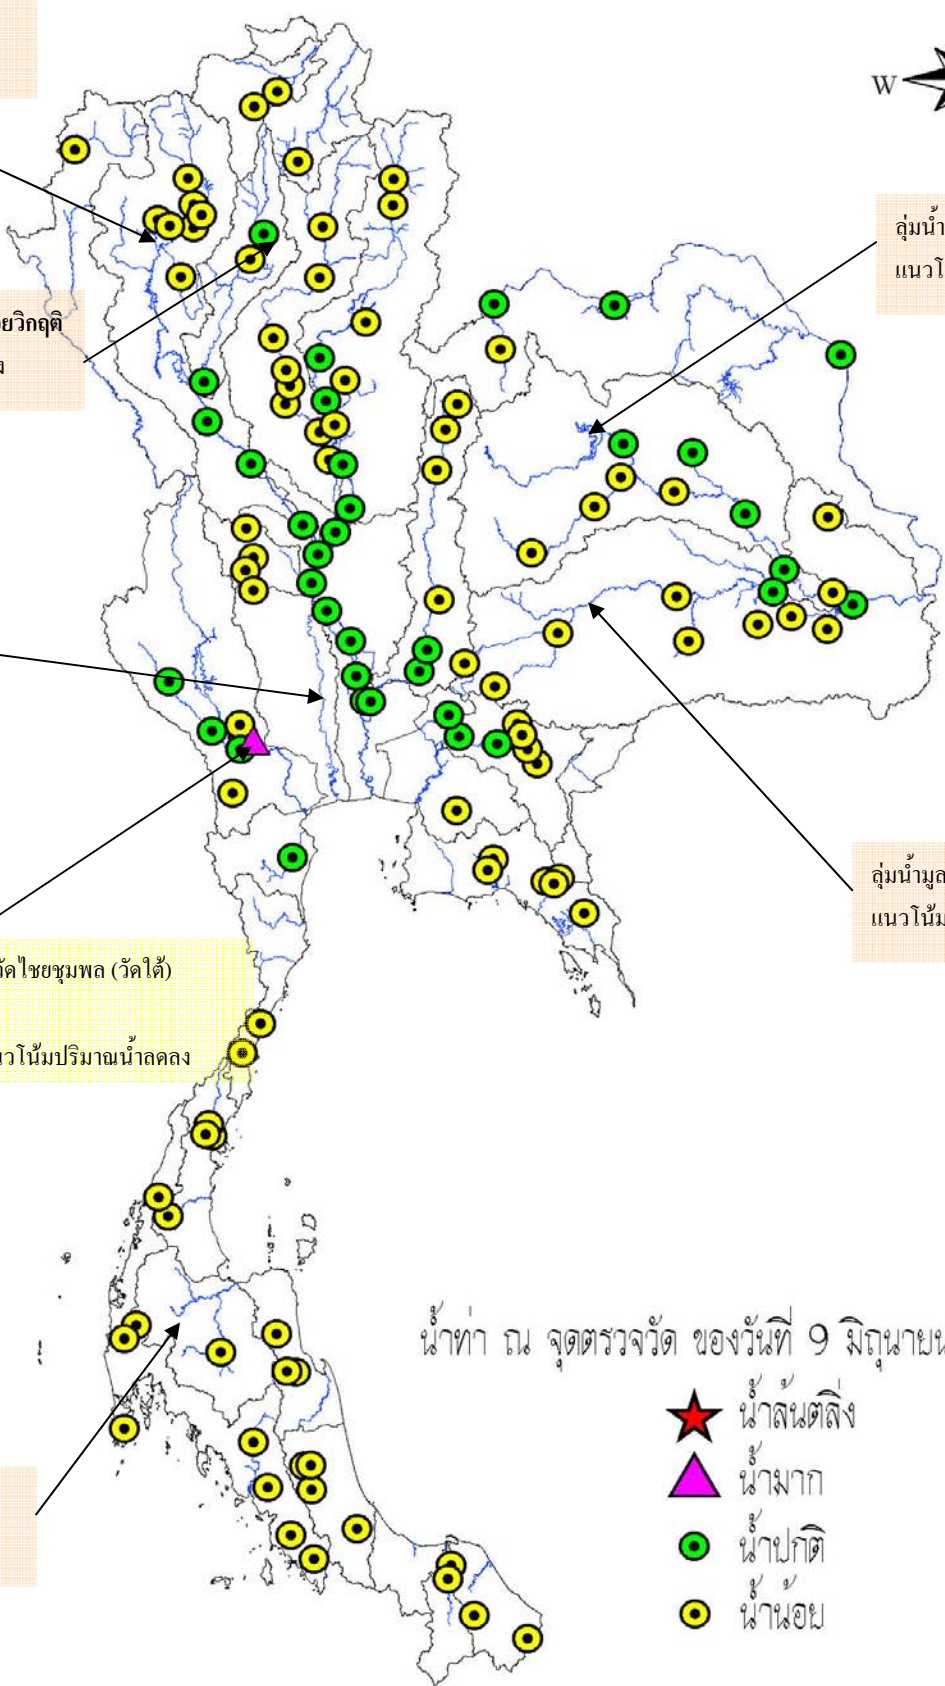 W
ลุ่มน้ำ
ยวิกฤติ
วัดไชยชุมพล (วัดใต้)
แนวโน้มปริมาณน้ำลดลง
ลุ่มน้ำมูล
แนวโน้ม
น้ำท่า ณ จุดตรวจวัด ของวันที่ 9 มิถุนายน
น้ำล้นตลิ่ง
น้ำมาก
น้ำปกติ
น้ำน้อย